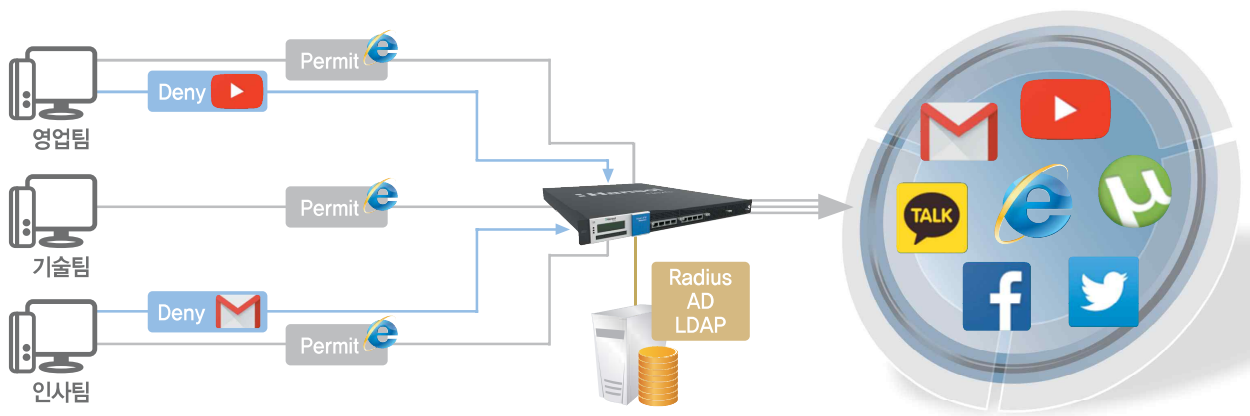 Permit
Deny
영업팀
Permit
기술팀
Deny
Permit
인사팀
Radius
AD
LDAP
TALK